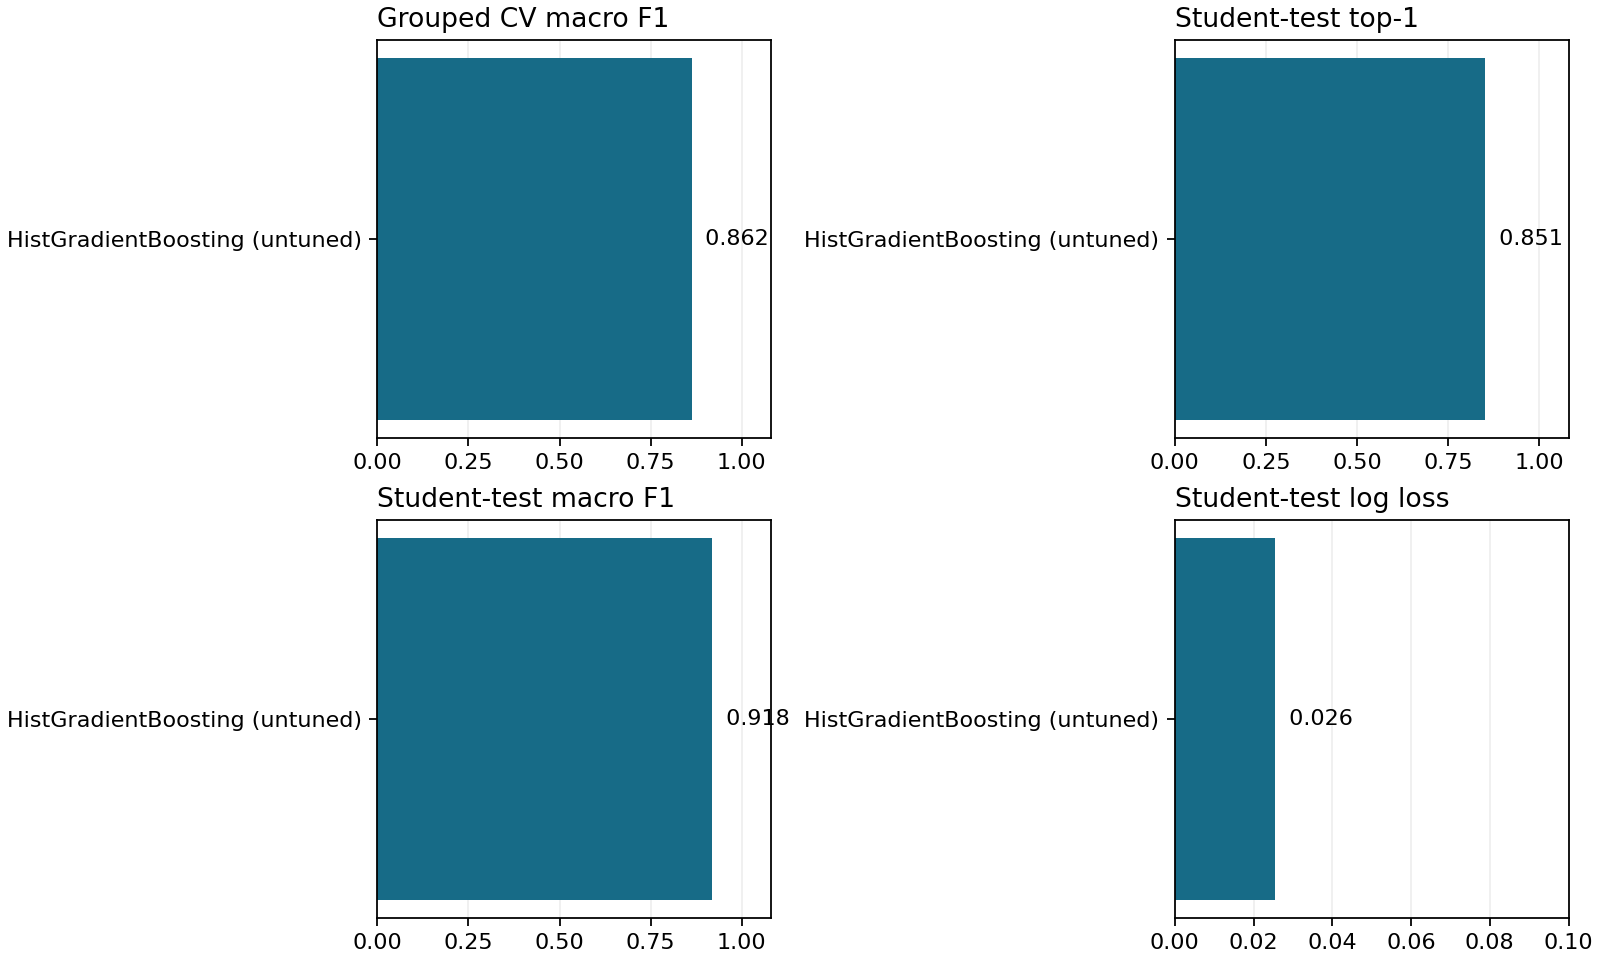 Grouped CV macro F1
HistGradientBoosting (untuned)
0.862
0.00 0.25 0.50 0.75 1.00
Student-test top-1
HistGradientBoosting (untuned)
0.851
0.00 0.25 0.50 0.75 1.00
Student-test macro F1
HistGradientBoosting (untuned)
0.918
0.00 0.25 0.50 0.75 1.00
Student-test log loss
HistGradientBoosting (untuned)
0.026
0.00 0.02 0.04 0.06 0.08 0.10